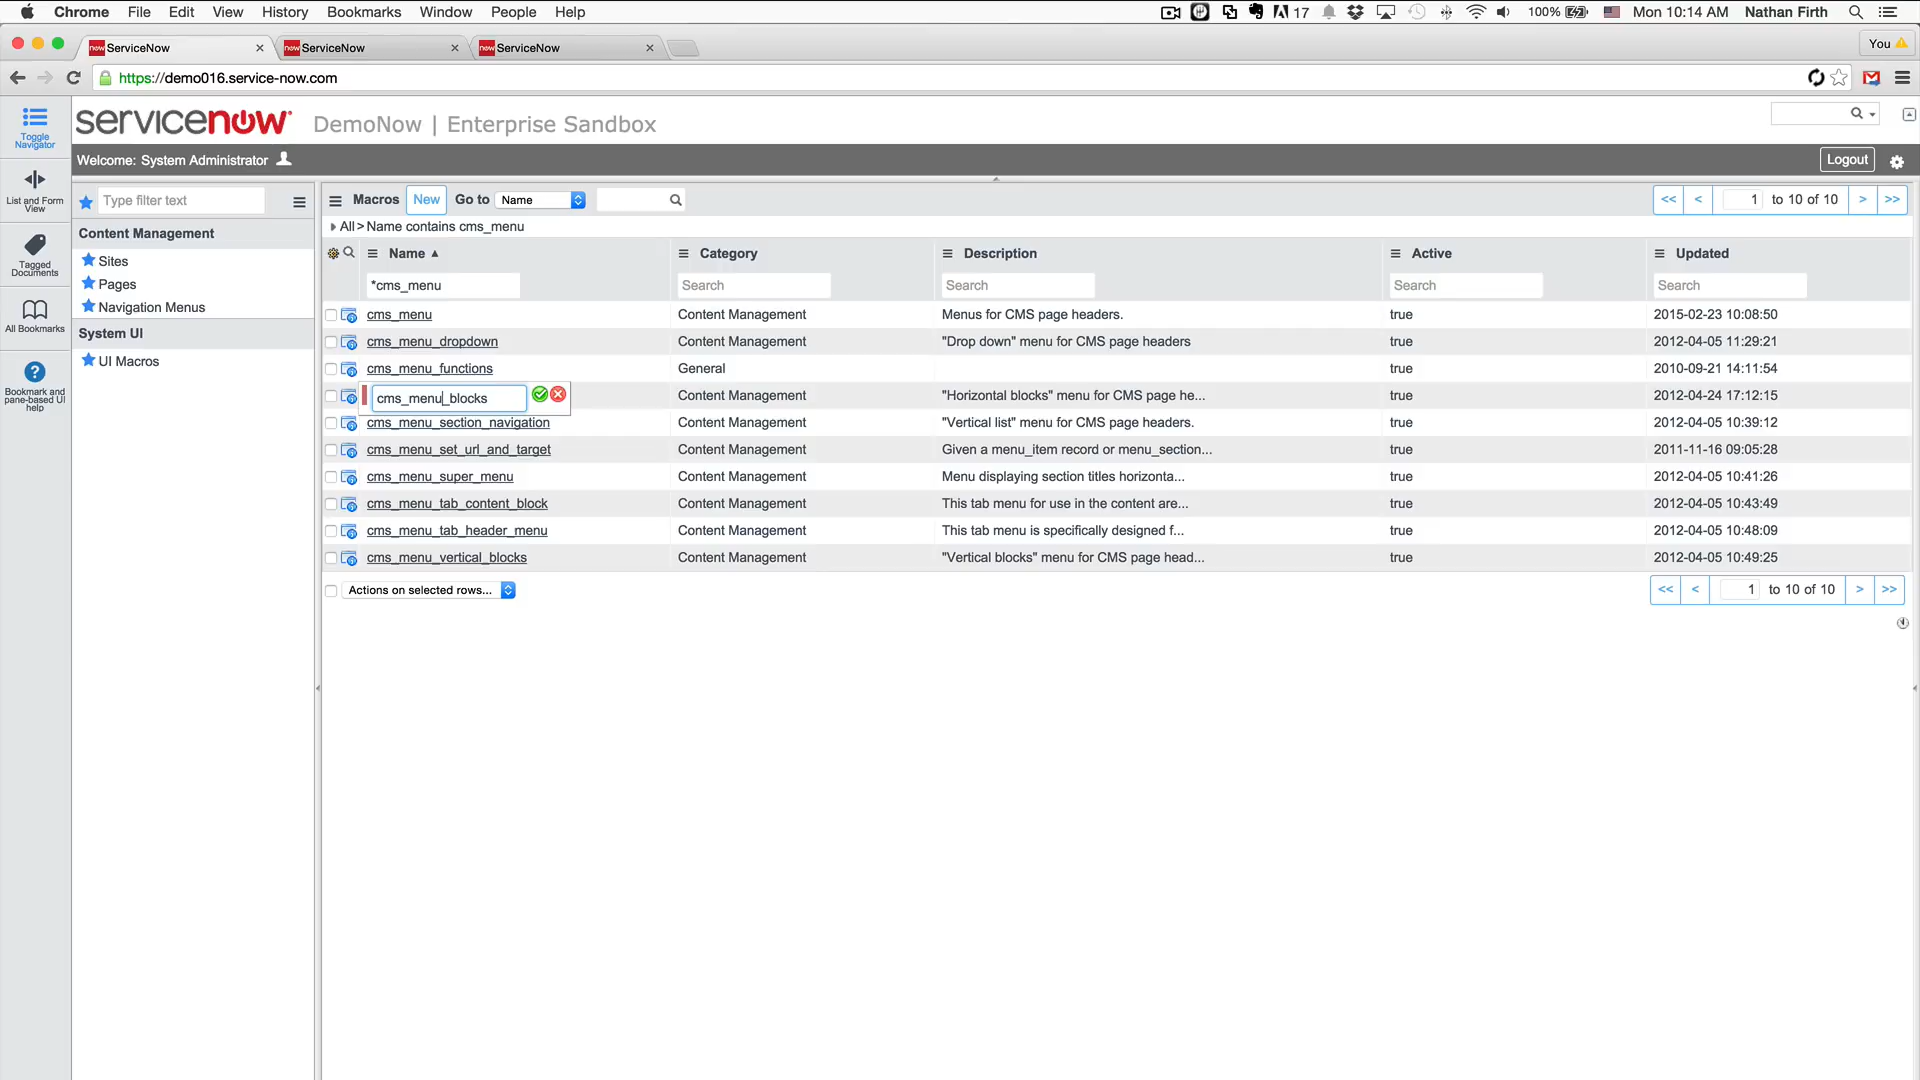 Chrome File Edit View History Bookmarks Window People Help 17 100% Mon 10:14 AM Nathan Firth
now ServiceNow now ServiceNow now ServiceNow You
https://demo016.service-now.com
servicenow DemoNow | Enterprise Sandbox
Toggle Navigator
Welcome: System Administrator Logout
List and Form View
Type filter text
Macros New Go to Name << < 1 to 10 of 10 > >>
All > Name contains cms_menu
Content Management
Sites
Pages
Navigation Menus
System UI
UI Macros
Tagged Documents
All Bookmarks
Bookmark and pane-based UI help
Name ▲ Category Description Active Updated
*cms_menu Search Search Search Search
cms_menu Content Management Menus for CMS page headers. true 2015-02-23 10:08:50
cms_menu_dropdown Content Management "Drop down" menu for CMS page headers true 2012-04-05 11:29:21
cms_menu_functions General true 2010-09-21 14:11:54
cms_menu_blocks Content Management "Horizontal blocks" menu for CMS page he... true 2012-04-24 17:12:15
cms_menu_section_navigation Content Management "Vertical list" menu for CMS page headers. true 2012-04-05 10:39:12
cms_menu_set_url_and_target Content Management Given a menu_item record or menu_section... true 2011-11-16 09:05:28
cms_menu_super_menu Content Management Menu displaying section titles horizonta... true 2012-04-05 10:41:26
cms_menu_tab_content_block Content Management This tab menu for use in the content are... true 2012-04-05 10:43:49
cms_menu_tab_header_menu Content Management This tab menu is specifically designed f... true 2012-04-05 10:48:09
cms_menu_vertical_blocks Content Management "Vertical blocks" menu for CMS page head... true 2012-04-05 10:49:25
Actions on selected rows... << < 1 to 10 of 10 > >>